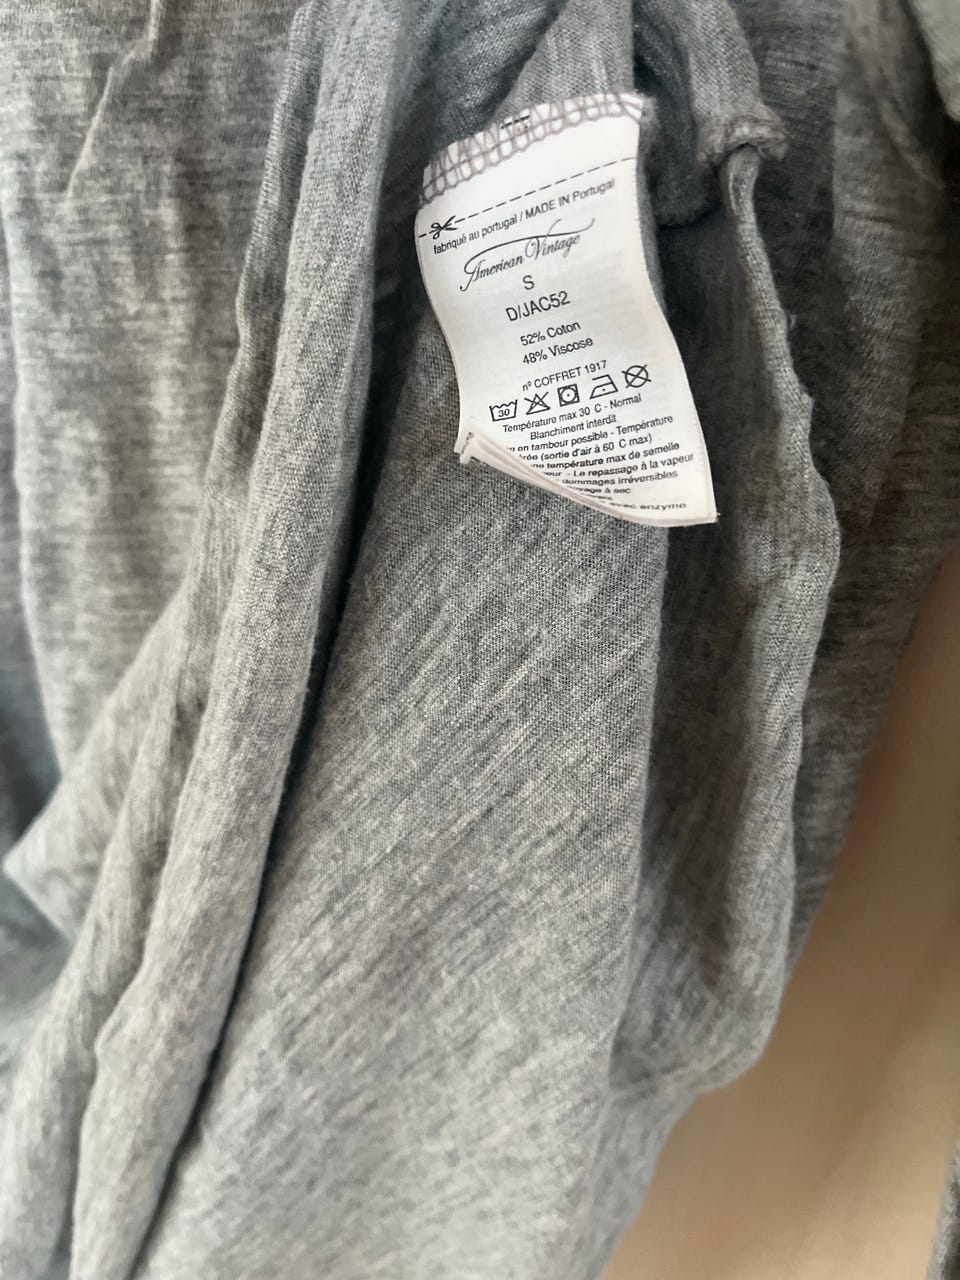 fabriqué au portugal / MADE IN Portugal
American Vintage
S
D/JAC52
52% Coton
48% Viscose
nº COFFRET 1917
30
Température max 30 C - Normal
Blanchiment interdit
en tambour possible - Température
(sortie d'air à 60 C max)
température max de semelle
- Le repassage à la vapeur
dommages irréversibles
à sec
avec enzyme